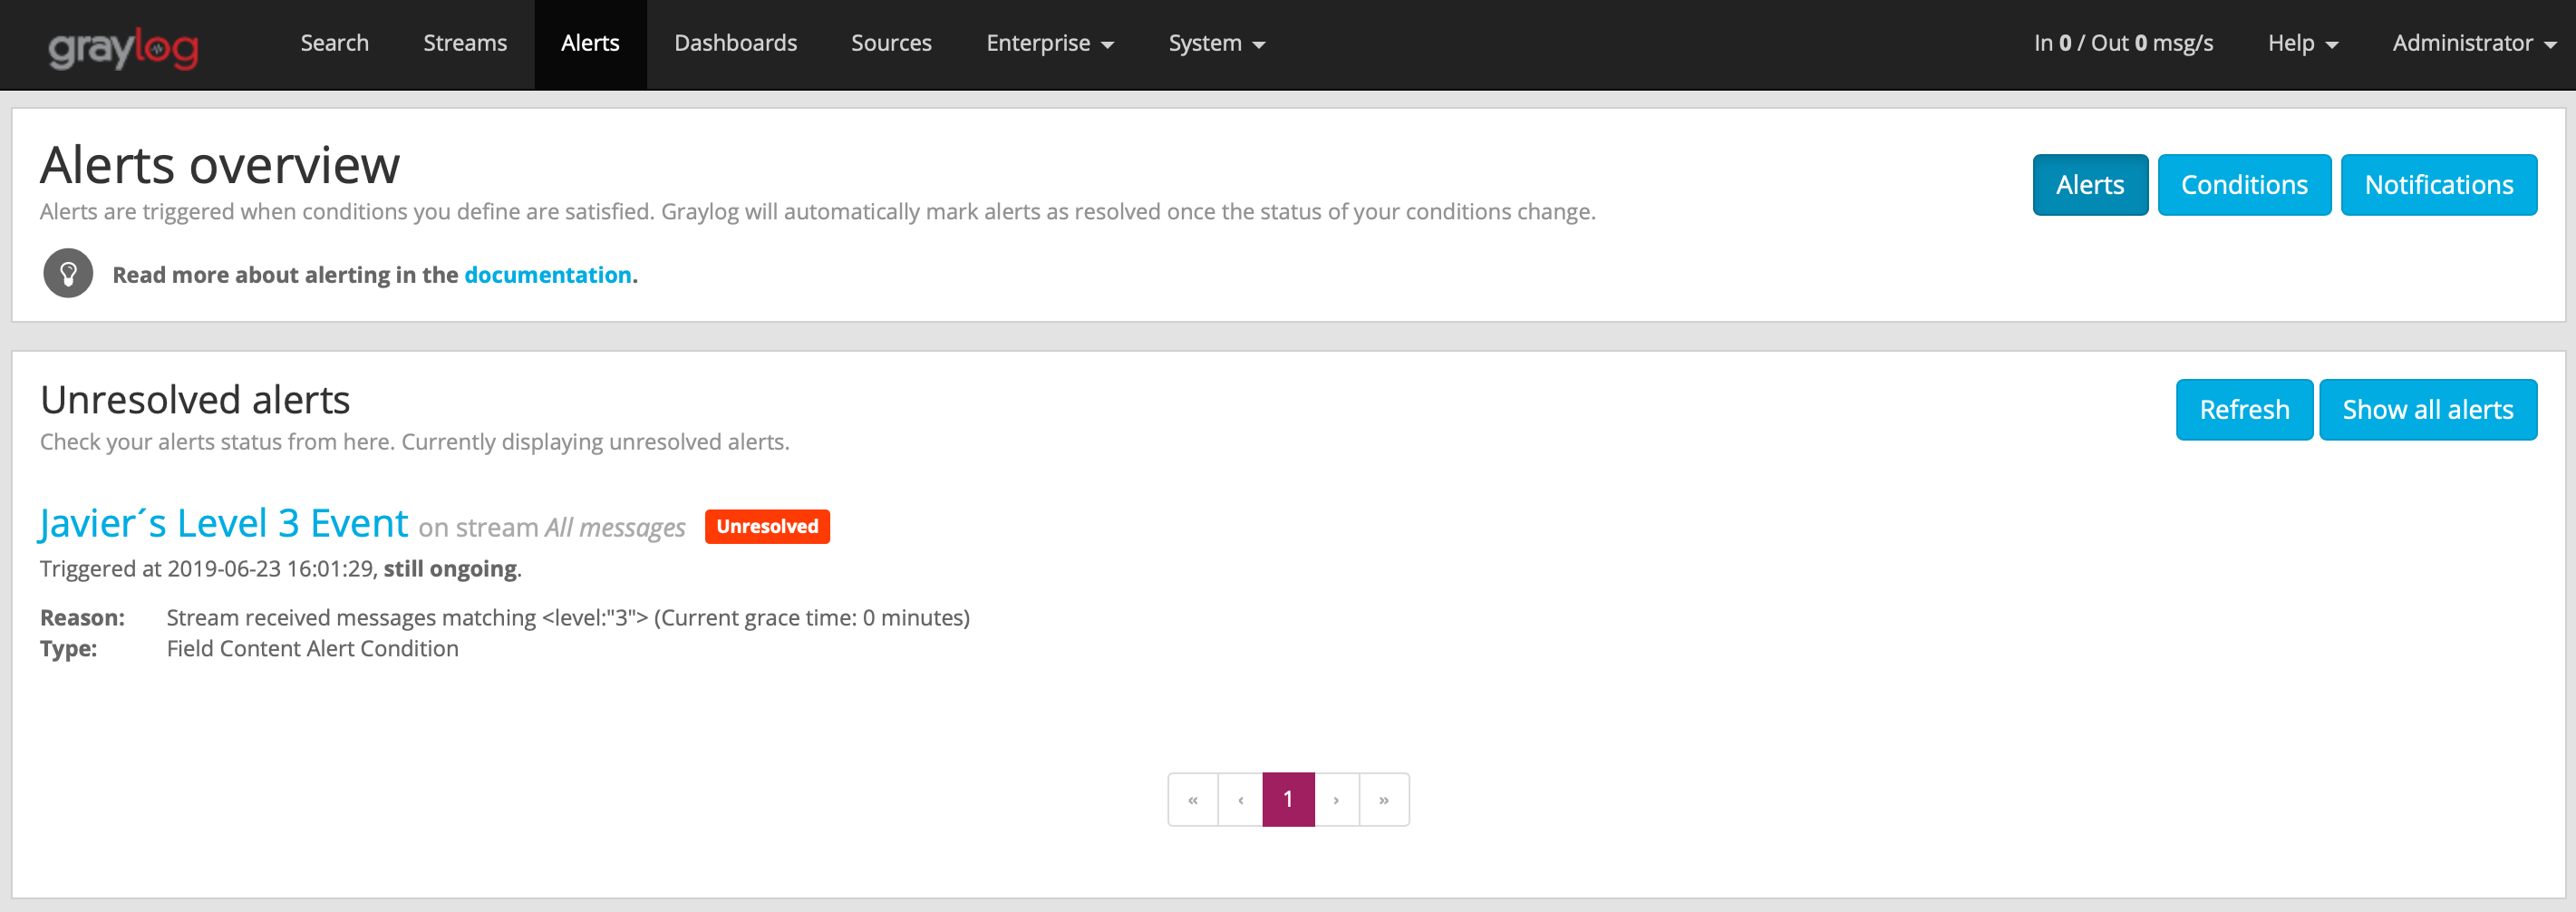 graylog Search Streams Alerts Dashboards Sources Enterprise System In 0 / Out 0 msg/s Help Administrator
Alerts overview
Alerts Conditions Notifications
Alerts are triggered when conditions you define are satisfied. Graylog will automatically mark alerts as resolved once the status of your conditions change.
Read more about alerting in the documentation.
Unresolved alerts
Refresh Show all alerts
Check your alerts status from here. Currently displaying unresolved alerts.
Javier´s Level 3 Event on stream All messages Unresolved
Triggered at 2019-06-23 16:01:29, still ongoing.
Reason: Stream received messages matching <level:"3"> (Current grace time: 0 minutes)
Type: Field Content Alert Condition
« ‹ 1 › »